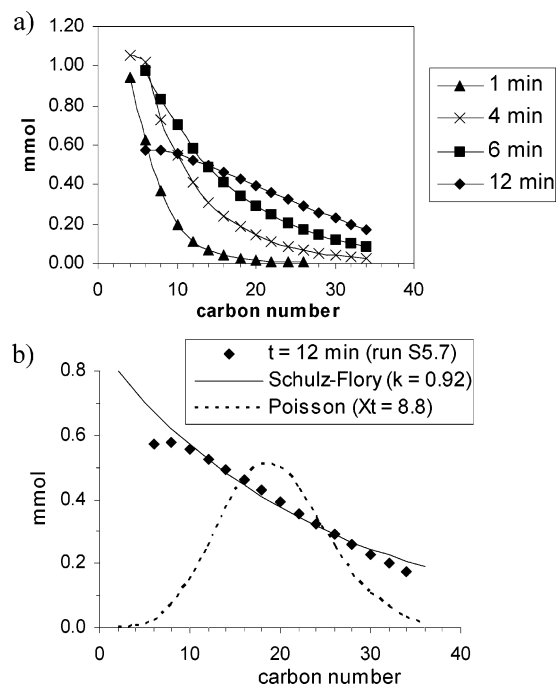 a)
1.20
1.00
0.80
0.60
0.40
0.20
0.00
mmol
0 10 20 30 40
carbon number
1 min
4 min
6 min
12 min
b)
t = 12 min (run S5.7)
Schulz-Flory (k = 0.92)
Poisson (Xt = 8.8)
0.8
0.6
0.4
0.2
0.0
mmol
0 10 20 30 40
carbon number